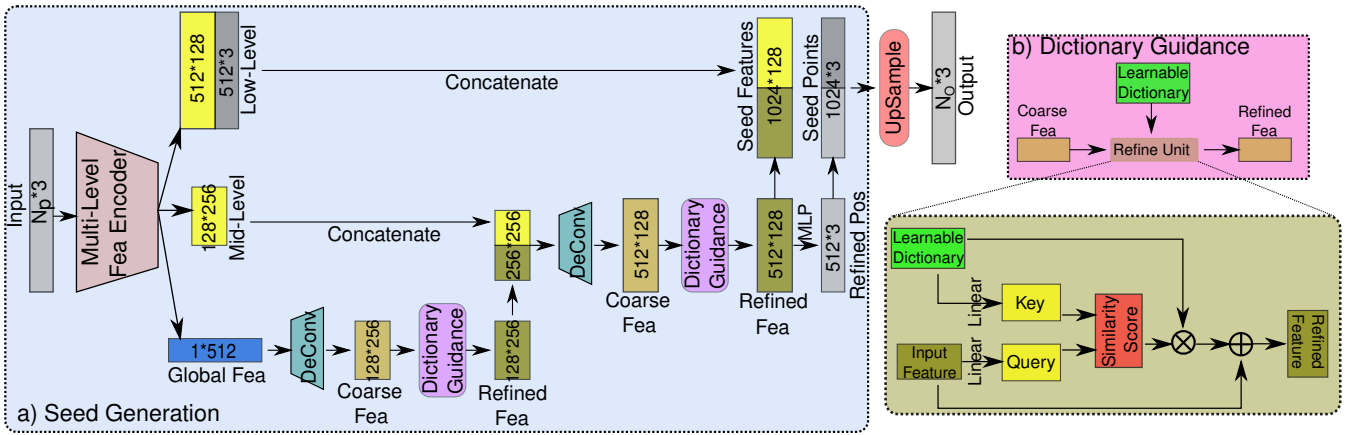 Input
Np*3
Multi-Level
Fea Encoder
512*128
512*3
Low-Level
Concatenate
128*256
Mid-Level
Concatenate
1*512
Global Fea
DeConv
128*256
Coarse
Fea
Dictionary
Guidance
128*256
Refined
Fea
256*256
DeConv
512*128
Coarse
Fea
Dictionary
Guidance
512*128
Refined
Fea
MLP
512*3
Refined Pos
Seed Features
1024*128
Seed Points
1024*3
UpSample
No*3
Output
a) Seed Generation
b) Dictionary Guidance
Learnable
Dictionary
Coarse
Fea
Refine Unit
Refined
Fea
Learnable
Dictionary
Linear
Key
Input
Feature
Linear
Query
Similarity
Score
Refined
Feature